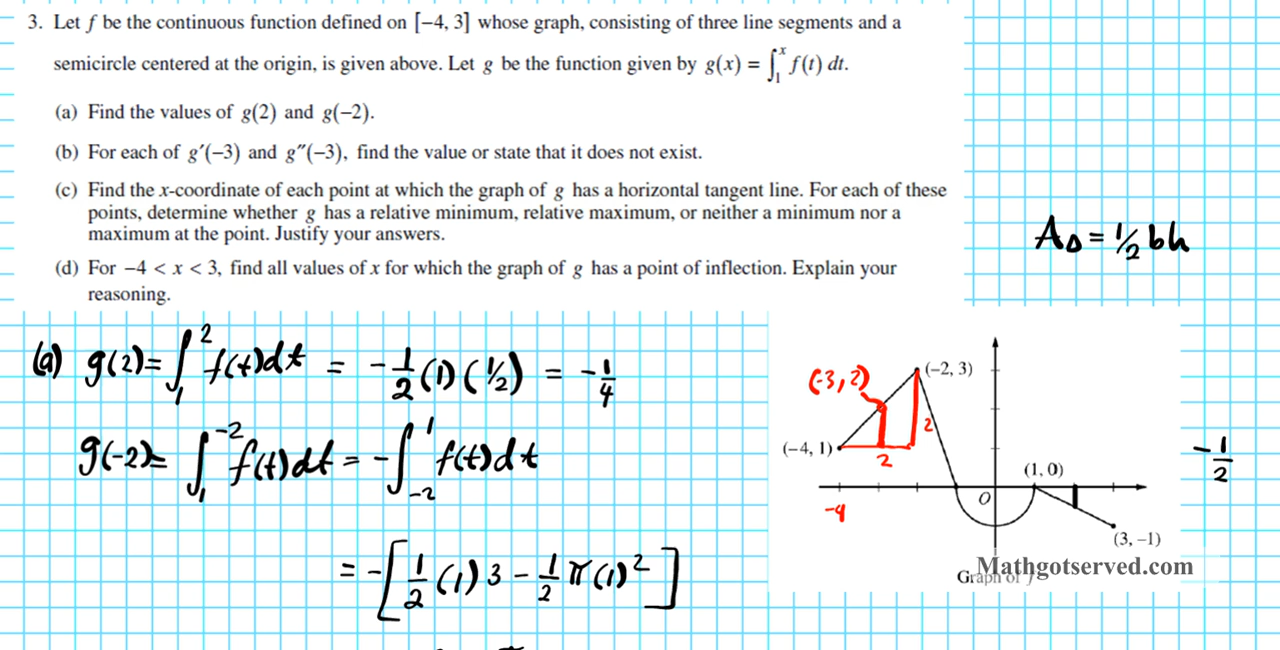 3. Let f be the continuous function defined on [−4, 3] whose graph, consisting of three line segments and a
semicircle centered at the origin, is given above. Let g be the function given by g(x) = ∫₁ˣ f(t) dt.
(a) Find the values of g(2) and g(−2).
(b) For each of g′(−3) and g″(−3), find the value or state that it does not exist.
(c) Find the x-coordinate of each point at which the graph of g has a horizontal tangent line. For each of these
points, determine whether g has a relative minimum, relative maximum, or neither a minimum nor a
maximum at the point. Justify your answers.
(d) For −4 < x < 3, find all values of x for which the graph of g has a point of inflection. Explain your
reasoning.
A△ = 1/2 bh
(a) g(2) = ∫₁² f(t)dt = -1/2 (1)(1/2) = -1/4
g(-2) = ∫₁⁻² f(t)dt = -∫₋₂¹ f(t)dt
= -[1/2 (1) 3 - 1/2 π(1)²]
(-3, 2)
(−2, 3)
2
(−4, 1)
2
(1, 0)
O
-4
(3, −1)
-1/2
Graph of f
Mathgotserved.com